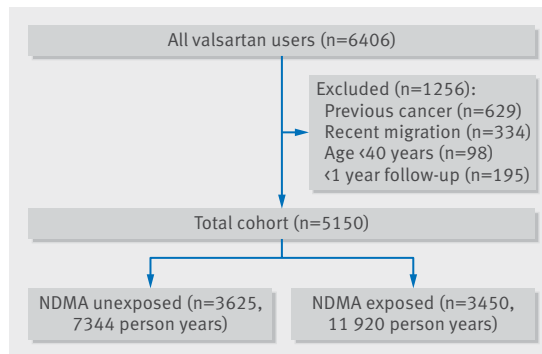 All valsartan users (n=6406)
Excluded (n=1256):
Previous cancer (n=629)
Recent migration (n=334)
Age <40 years (n=98)
<1 year follow-up (n=195)
Total cohort (n=5150)
NDMA unexposed (n=3625,
7344 person years)
NDMA exposed (n=3450,
11 920 person years)